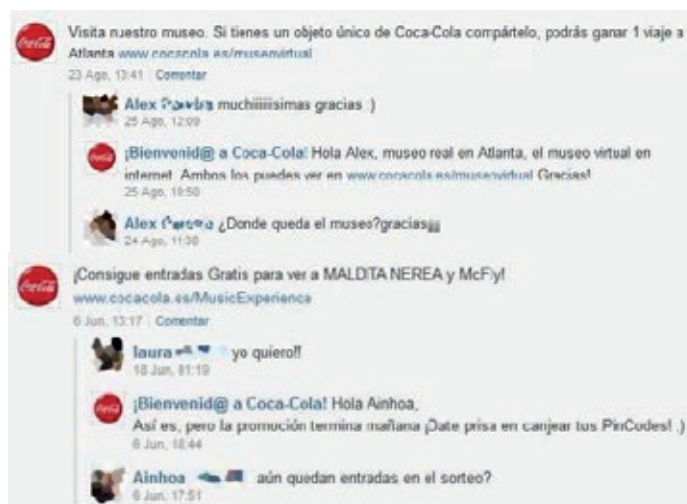 Visita nuestro museo. Si tienes un objeto único de Coca-Cola compártelo, podrás ganar 1 viaje a
Atlanta www.cocacola.es/museovirtual
23 Ago, 13:41 Comentar
Alex muchiiiiiisimas gracias :)
25 Ago, 12:09
¡Bienvenid@ a Coca-Cola! Hola Alex, museo real en Atlanta, el museo virtual en
internet. Ambos los puedes ver en www.cocacola.es/museovirtual Gracias!
25 Ago, 10:50
Alex ¿Donde queda el museo?gracias¡¡¡
24 Ago, 11:38
¡Consigue entradas Gratis para ver a MALDITA NEREA y McFly!
www.cocacola.es/MusicExperience
6 Jun, 13:17 Comentar
laura yo quiero!!
18 Jun, 01:19
¡Bienvenid@ a Coca-Cola! Hola Ainhoa,
Así es, pero la promoción termina mañana ¡Date prisa en canjear tus PinCodes! .)
6 Jun, 18:44
Ainhoa aún quedan entradas en el sorteo?
6 Jun, 17:51